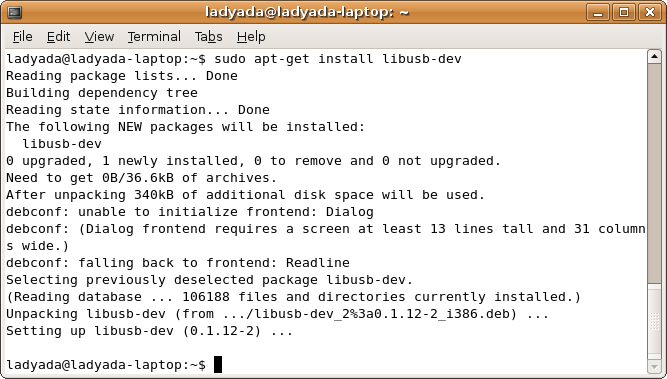 ladyada@ladyada-laptop: ~
File Edit View Terminal Tabs Help
ladyada@ladyada-laptop:~$ sudo apt-get install libusb-dev
Reading package lists... Done
Building dependency tree
Reading state information... Done
The following NEW packages will be installed:
  libusb-dev
0 upgraded, 1 newly installed, 0 to remove and 0 not upgraded.
Need to get 0B/36.6kB of archives.
After unpacking 340kB of additional disk space will be used.
debconf: unable to initialize frontend: Dialog
debconf: (Dialog frontend requires a screen at least 13 lines tall and 31 column
s wide.)
debconf: falling back to frontend: Readline
Selecting previously deselected package libusb-dev.
(Reading database ... 106188 files and directories currently installed.)
Unpacking libusb-dev (from .../libusb-dev_2%3a0.1.12-2_i386.deb) ...
Setting up libusb-dev (0.1.12-2) ...
ladyada@ladyada-laptop:~$